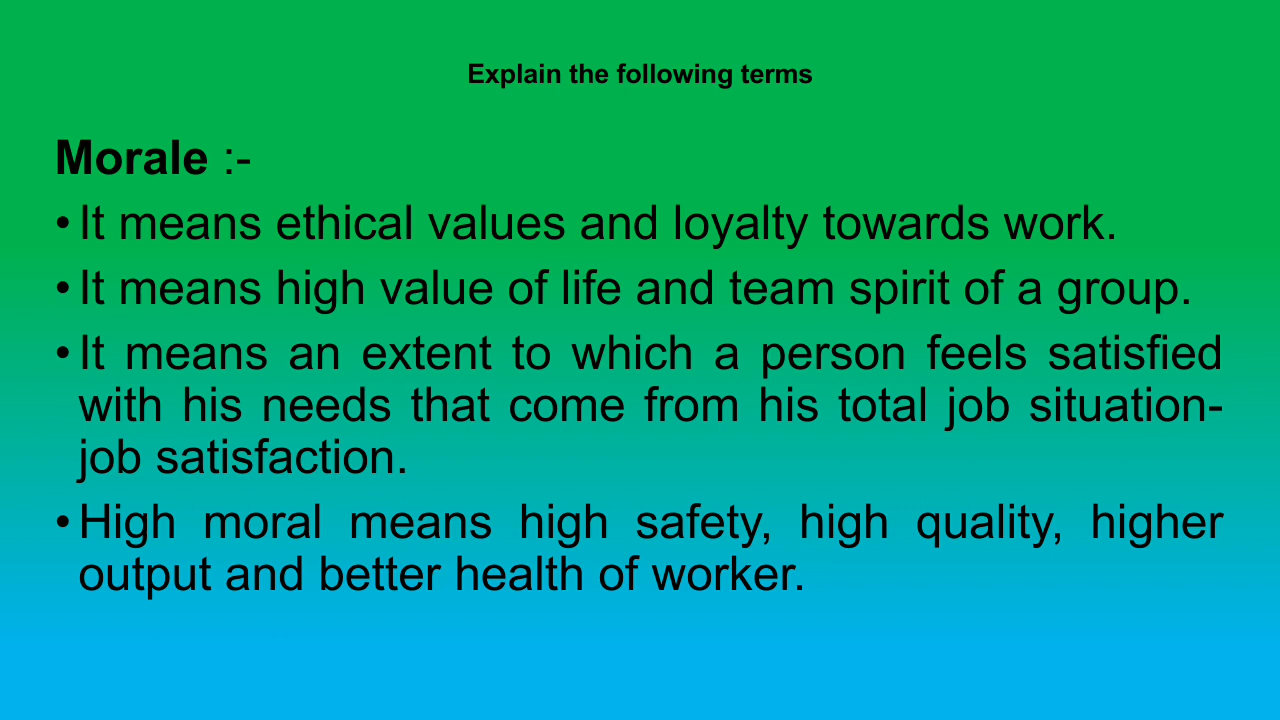 Explain the following terms
Morale :-
• It means ethical values and loyalty towards work.
• It means high value of life and team spirit of a group.
• It means an extent to which a person feels satisfied
with his needs that come from his total job situation-
job satisfaction.
• High moral means high safety, high quality, higher
output and better health of worker.